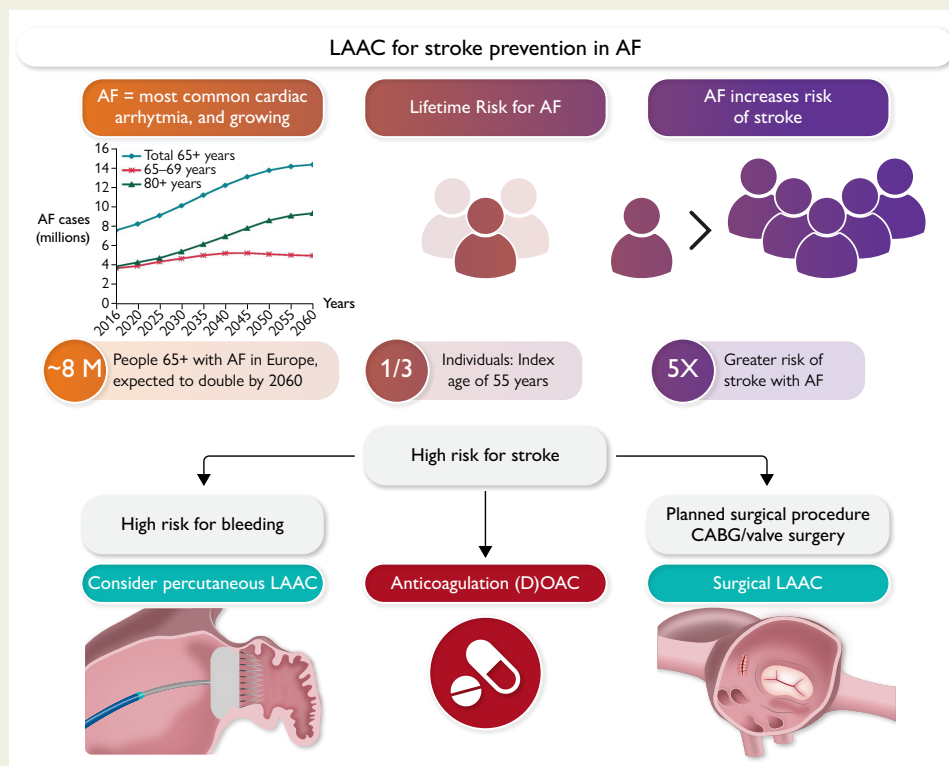 LAAC for stroke prevention in AF
AF = most common cardiac
arrhytmia, and growing
Lifetime Risk for AF
AF increases risk
of stroke
16
14
12
10
8
6
4
2
0
AF cases
(millions)
Total 65+ years
65–69 years
80+ years
Years
2016
2020
2025
2030
2035
2040
2045
2050
2055
2060
~8 M
People 65+ with AF in Europe,
expected to double by 2060
1/3
Individuals: Index
age of 55 years
5X
Greater risk of
stroke with AF
High risk for stroke
High risk for bleeding
Planned surgical procedure
CABG/valve surgery
Consider percutaneous LAAC
Anticoagulation (D)OAC
Surgical LAAC